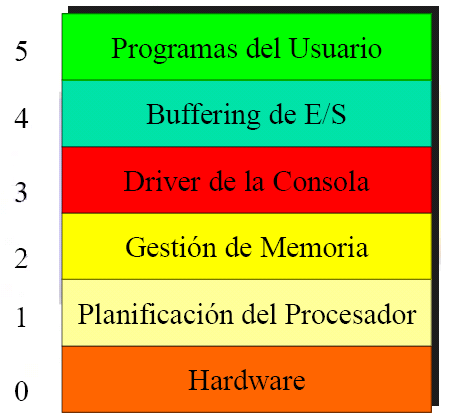 5 Programas del Usuario
4 Buffering de E/S
3 Driver de la Consola
2 Gestión de Memoria
1 Planificación del Procesador
0 Hardware